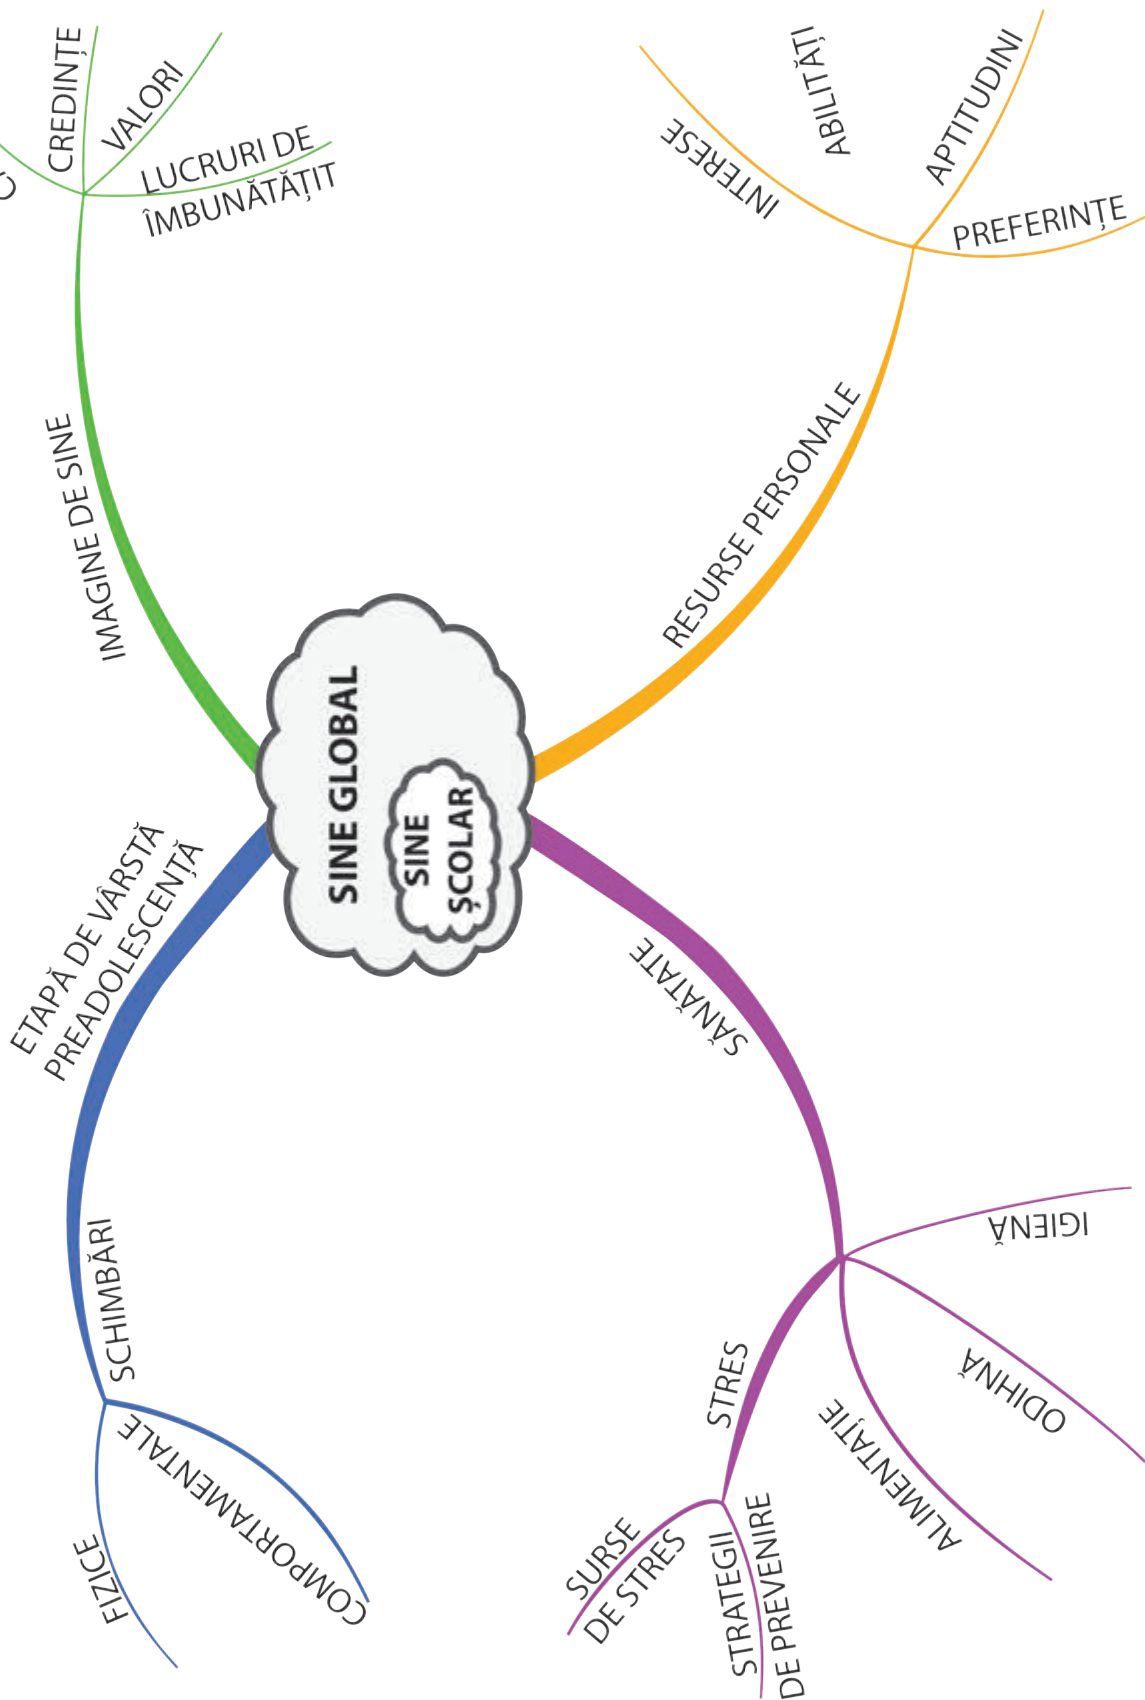 SINE GLOBAL
SINE
ȘCOLAR
IMAGINE DE SINE
CREDINȚE
VALORI
LUCRURI DE
ÎMBUNĂTĂȚIT
RESURSE PERSONALE
INTERESE
ABILITĂȚI
APTITUDINI
PREFERINȚE
ETAPĂ DE VÂRSTĂ
PREADOLESCENȚĂ
SCHIMBĂRI
FIZICE
COMPORTAMENTALE
SĂNĂTATE
STRES
SURSE
DE STRES
STRATEGII
DE PREVENIRE
ALIMENTAȚIE
ODIHNĂ
IGIENĂ